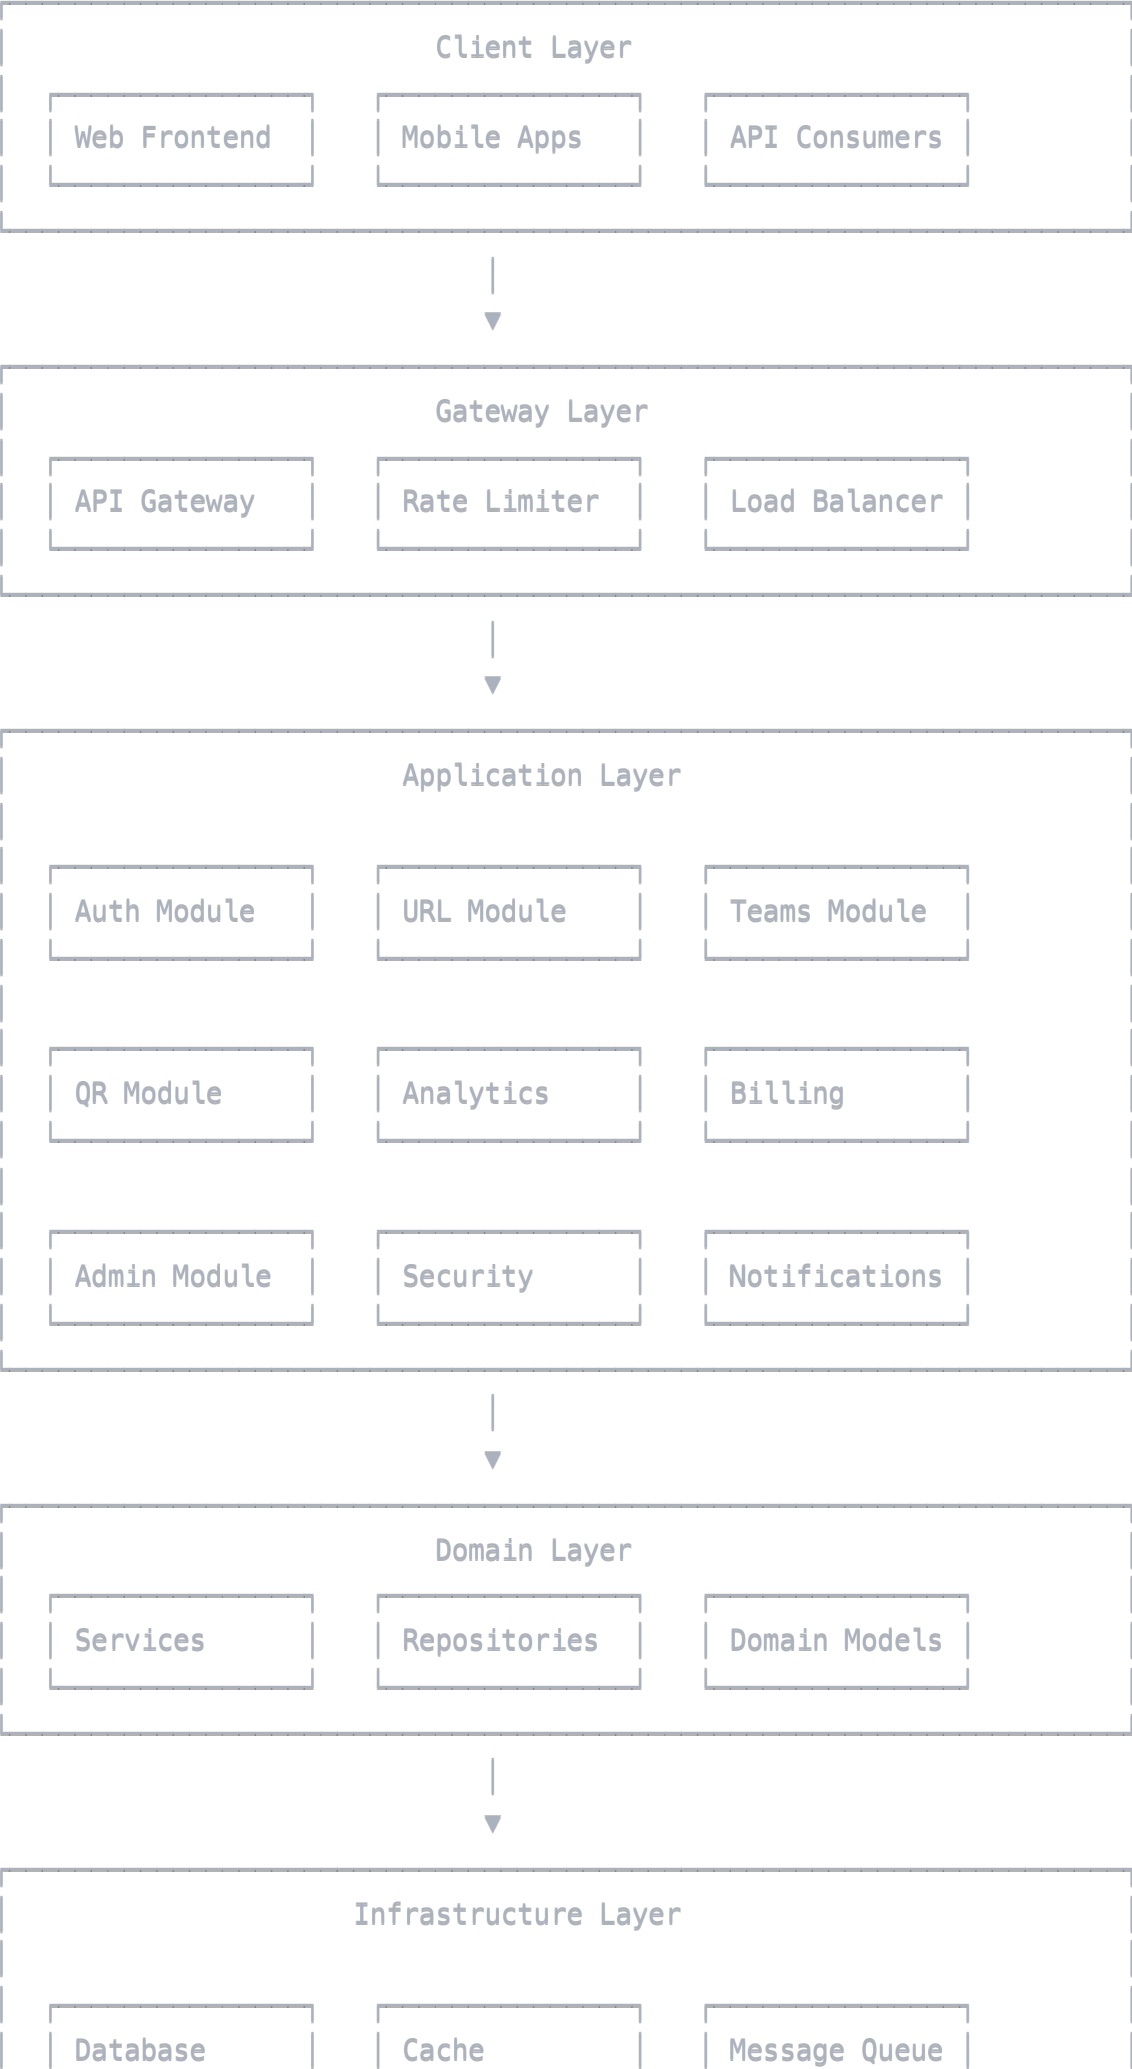 Client Layer
Web Frontend Mobile Apps API Consumers
Gateway Layer
API Gateway Rate Limiter Load Balancer
Application Layer
Auth Module URL Module Teams Module
QR Module Analytics Billing
Admin Module Security Notifications
Domain Layer
Services Repositories Domain Models
Infrastructure Layer
Database Cache Message Queue